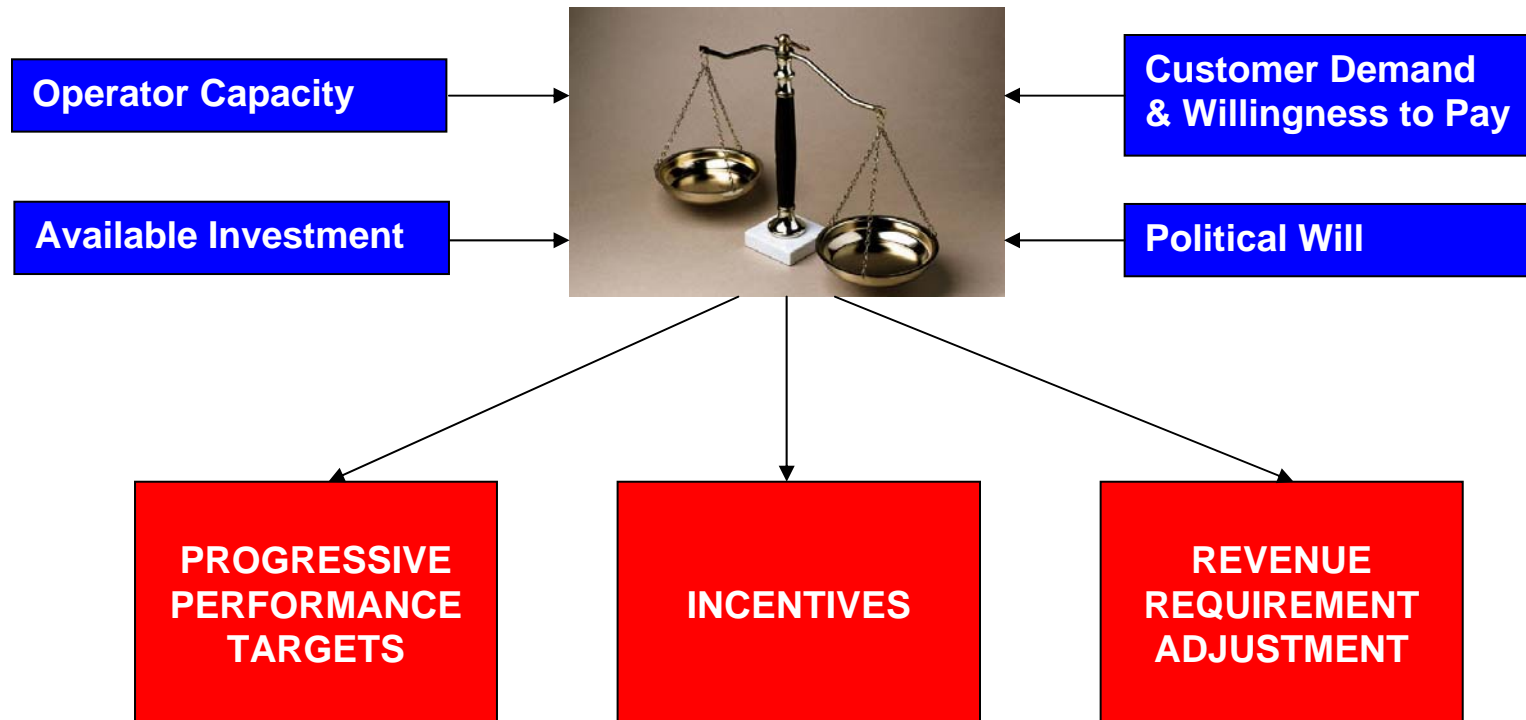 Operator Capacity
Customer Demand
& Willingness to Pay
Available Investment
Political Will
PROGRESSIVE
PERFORMANCE
TARGETS
INCENTIVES
REVENUE
REQUIREMENT
ADJUSTMENT